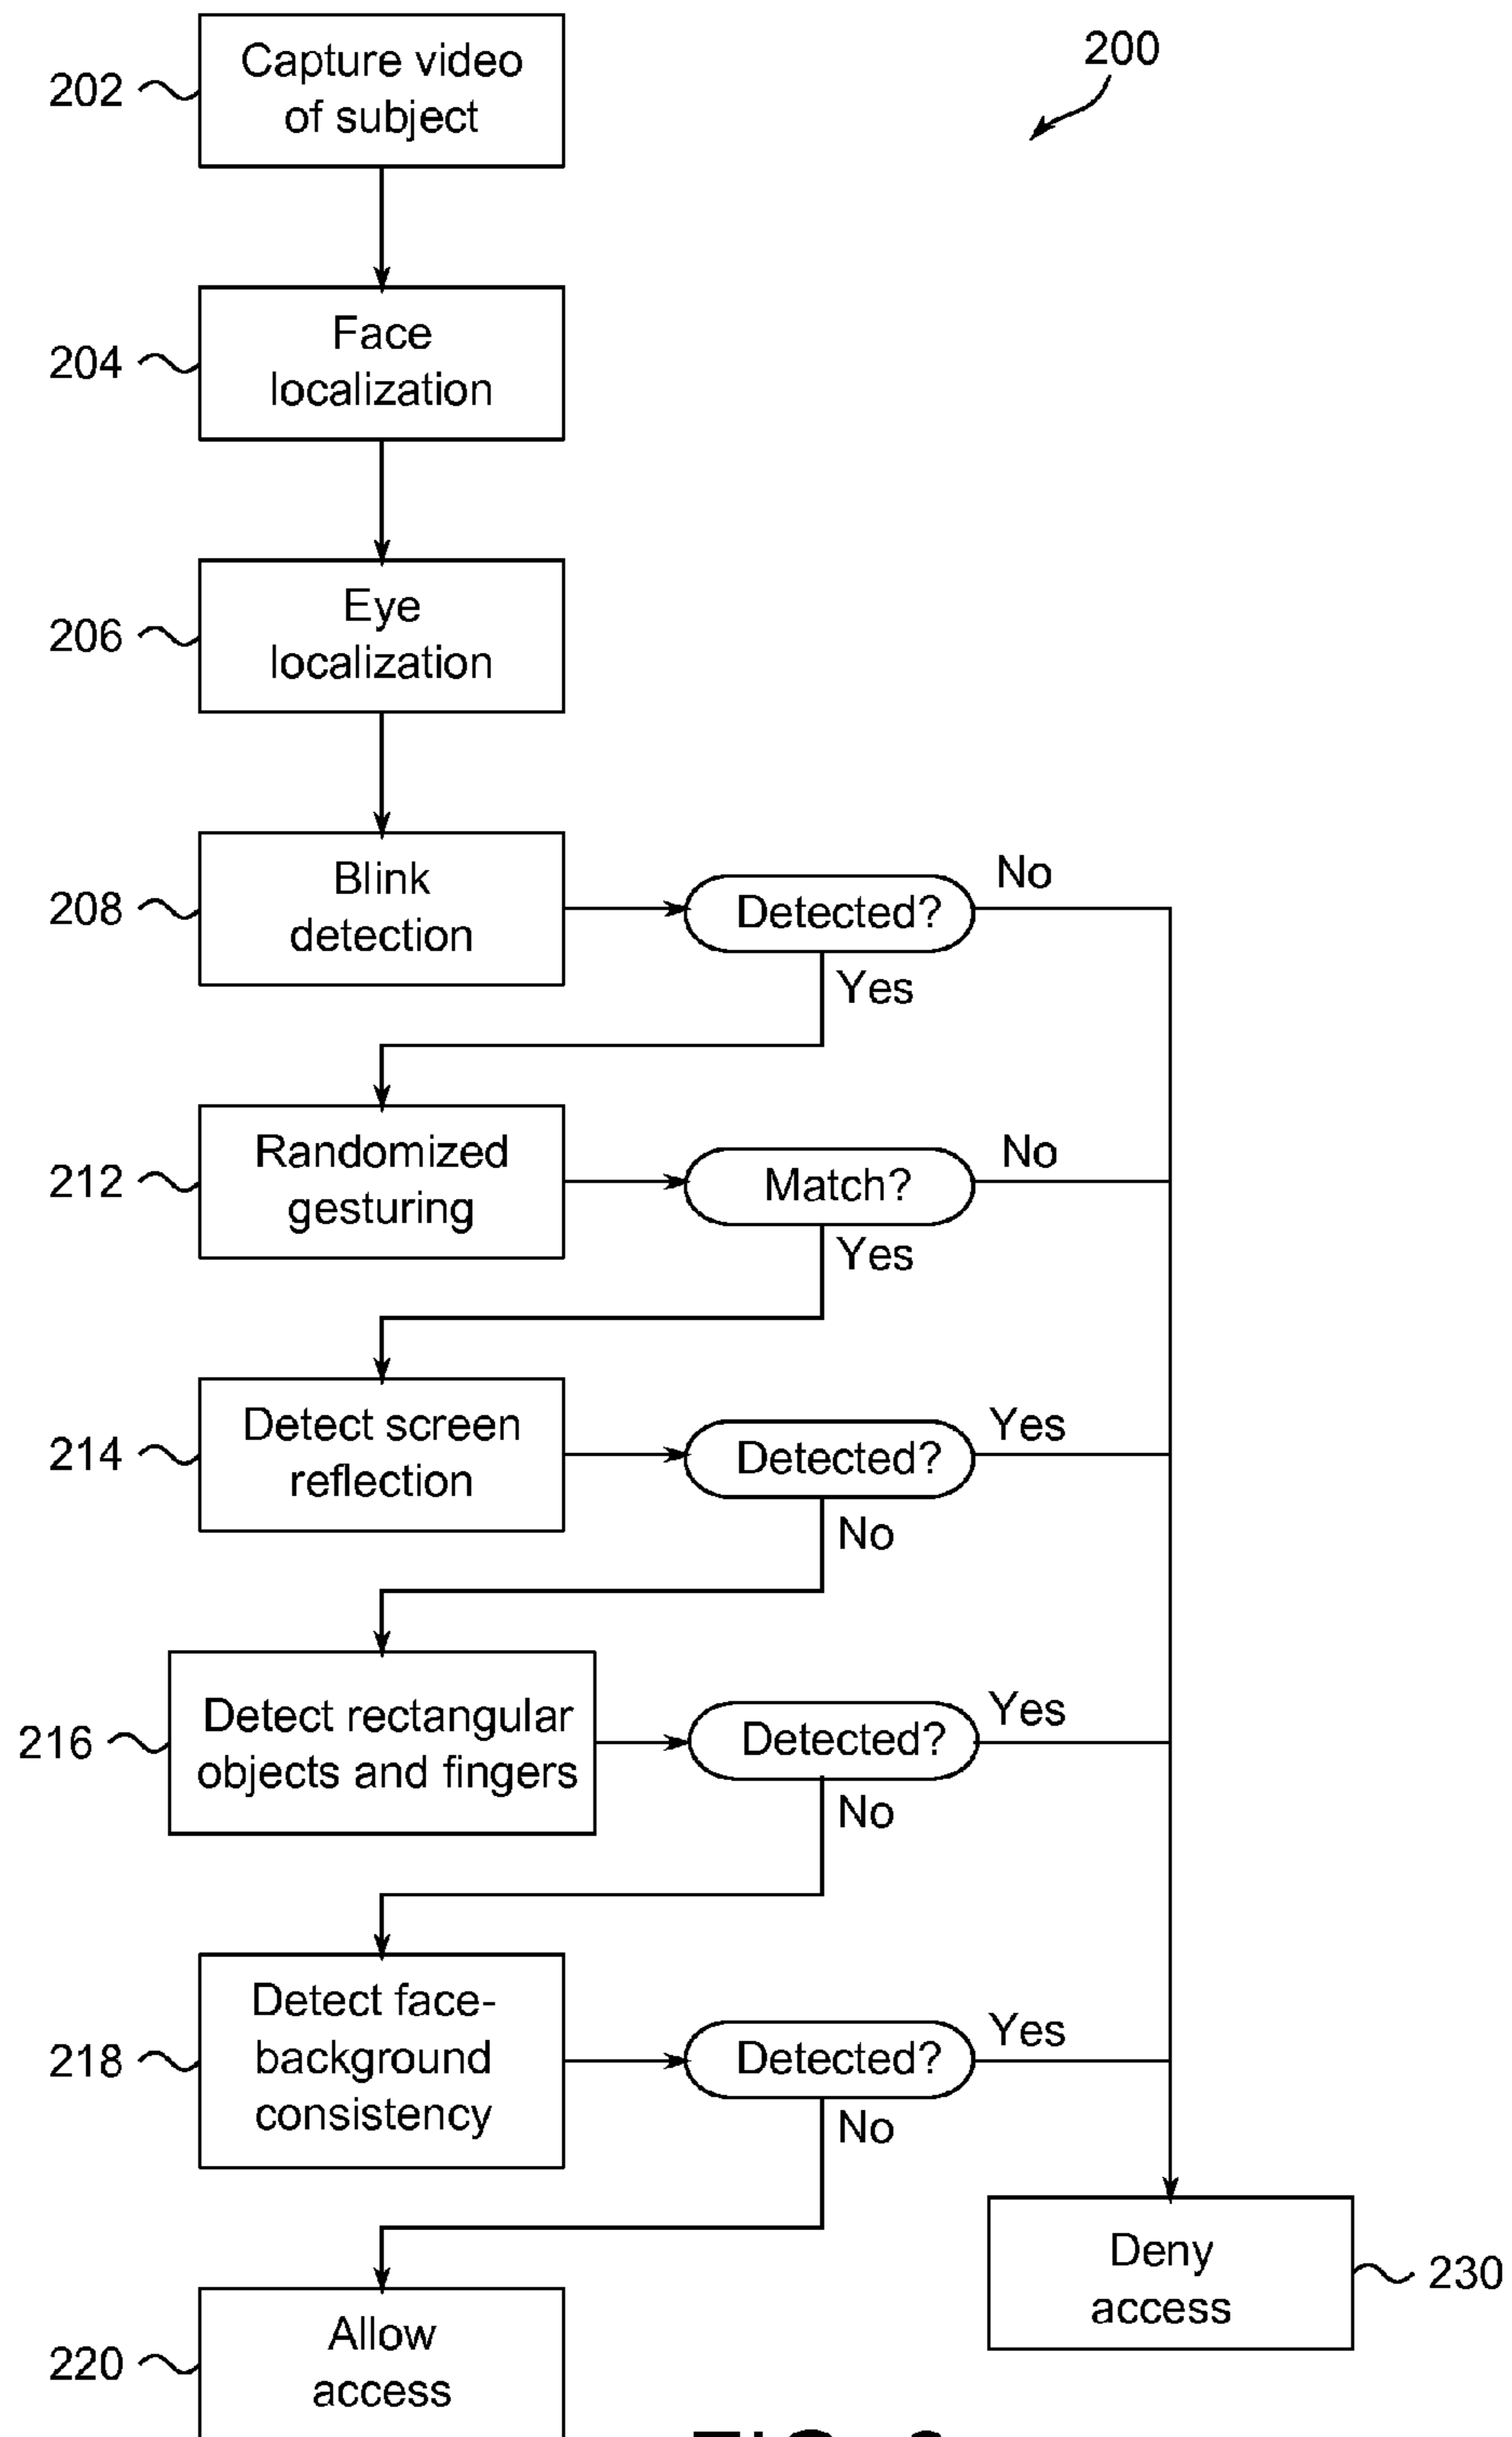 200
202
Capture video
of subject
204
Face
localization
206
Eye
localization
208
Blink
detection
Detected?
No
Yes
212
Randomized
gesturing
Match?
No
Yes
214
Detect screen
reflection
Detected?
Yes
No
216
Detect rectangular
objects and fingers
Detected?
Yes
No
218
Detect face-
background
consistency
Detected?
Yes
No
Deny
access
230
220
Allow
access